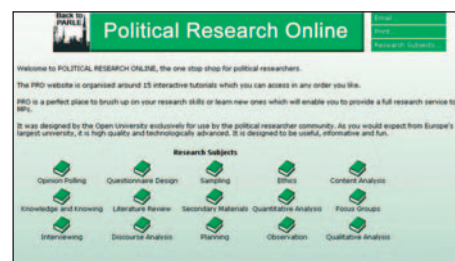 Back to
PARLE
Political Research Online
Email...
Print...
Research Subjects...
Welcome to POLITICAL RESEARCH ONLINE, the one stop shop for political researchers.
The PRO website is organised around 15 interactive tutorials which you can access in any order you like.
PRO is a perfect place to brush up on your research skills or learn new ones which will enable you to provide a full research service to
MPs.
It was designed by the Open University exclusively for use by the political researcher community. As you would expect from Europe's
largest university, it is high quality and technologically advanced. It is designed to be useful, informative and fun.
Research Subjects
Opinion Polling Questionnaire Design Sampling Ethics Content Analysis
Knowledge and Knowing Literature Review Secondary Materials Quantitative Analysis Focus Groups
Interviewing Discourse Analysis Planning Observation Qualitative Analysis